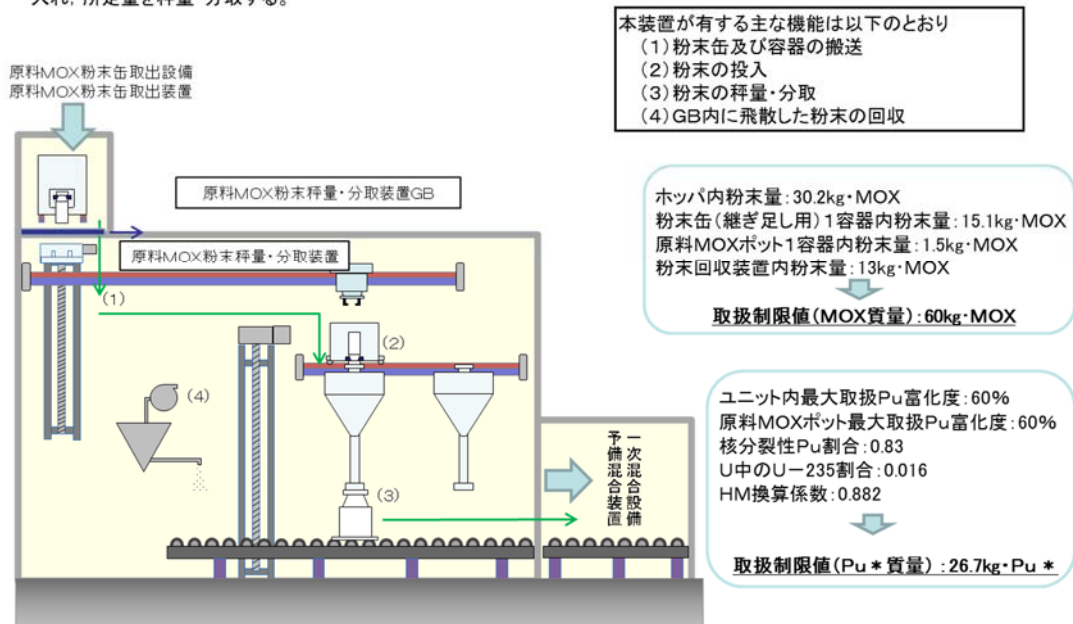 入れ，所定量を秤量・分取する。
本装置が有する主な機能は以下のとおり
（1）粉末缶及び容器の搬送
（2）粉末の投入
（3）粉末の秤量・分取
（4）GB内に飛散した粉末の回収
原料MOX粉末缶取出設備
原料MOX粉末缶取出装置
原料MOX粉末秤量・分取装置GB
原料MOX粉末秤量・分取装置
(1)
(2)
(3)
(4)
一次混合設備
予備混合装置
ホッパ内粉末量：30.2kg・MOX
粉末缶（継ぎ足し用）1容器内粉末量：15.1kg・MOX
原料MOXポット1容器内粉末量：1.5kg・MOX
粉末回収装置内粉末量：13kg・MOX
取扱制限値（MOX質量）：60kg・MOX
ユニット内最大取扱Pu富化度：60%
原料MOXポット最大取扱Pu富化度：60%
核分裂性Pu割合：0.83
U中のU－235割合：0.016
HM換算係数：0.882
取扱制限値（Pu＊質量）：26.7kg・Pu＊